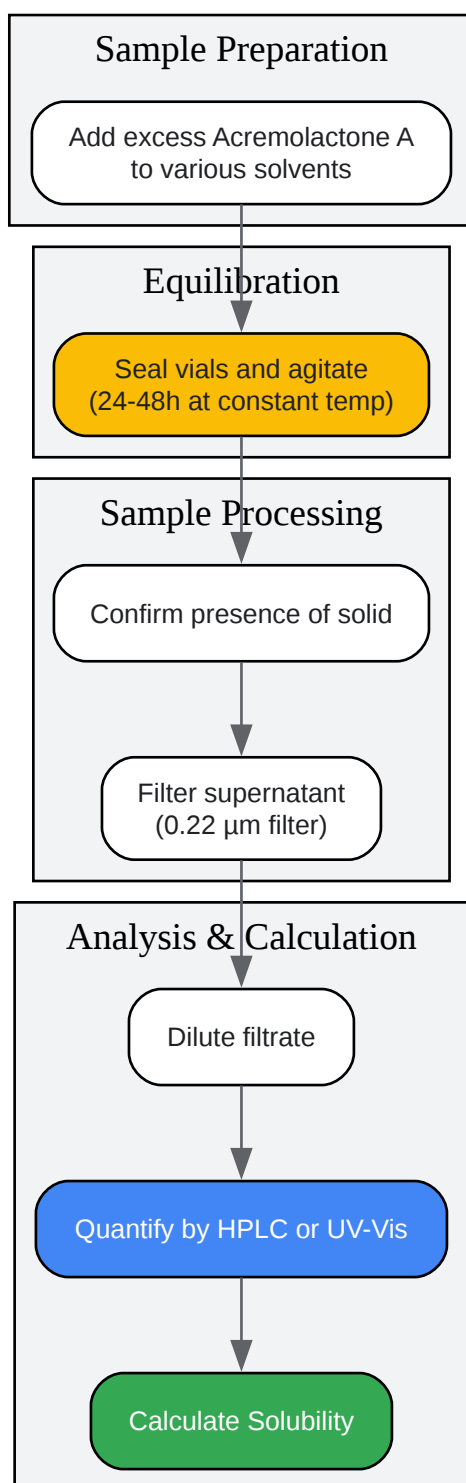 Sample Preparation
Add excess Acremolactone A
to various solvents
Equilibration
Seal vials and agitate
(24-48h at constant temp)
Sample Processing
Confirm presence of solid
Filter supernatant
(0.22 µm filter)
Analysis & Calculation
Dilute filtrate
Quantify by HPLC or UV-Vis
Calculate Solubility